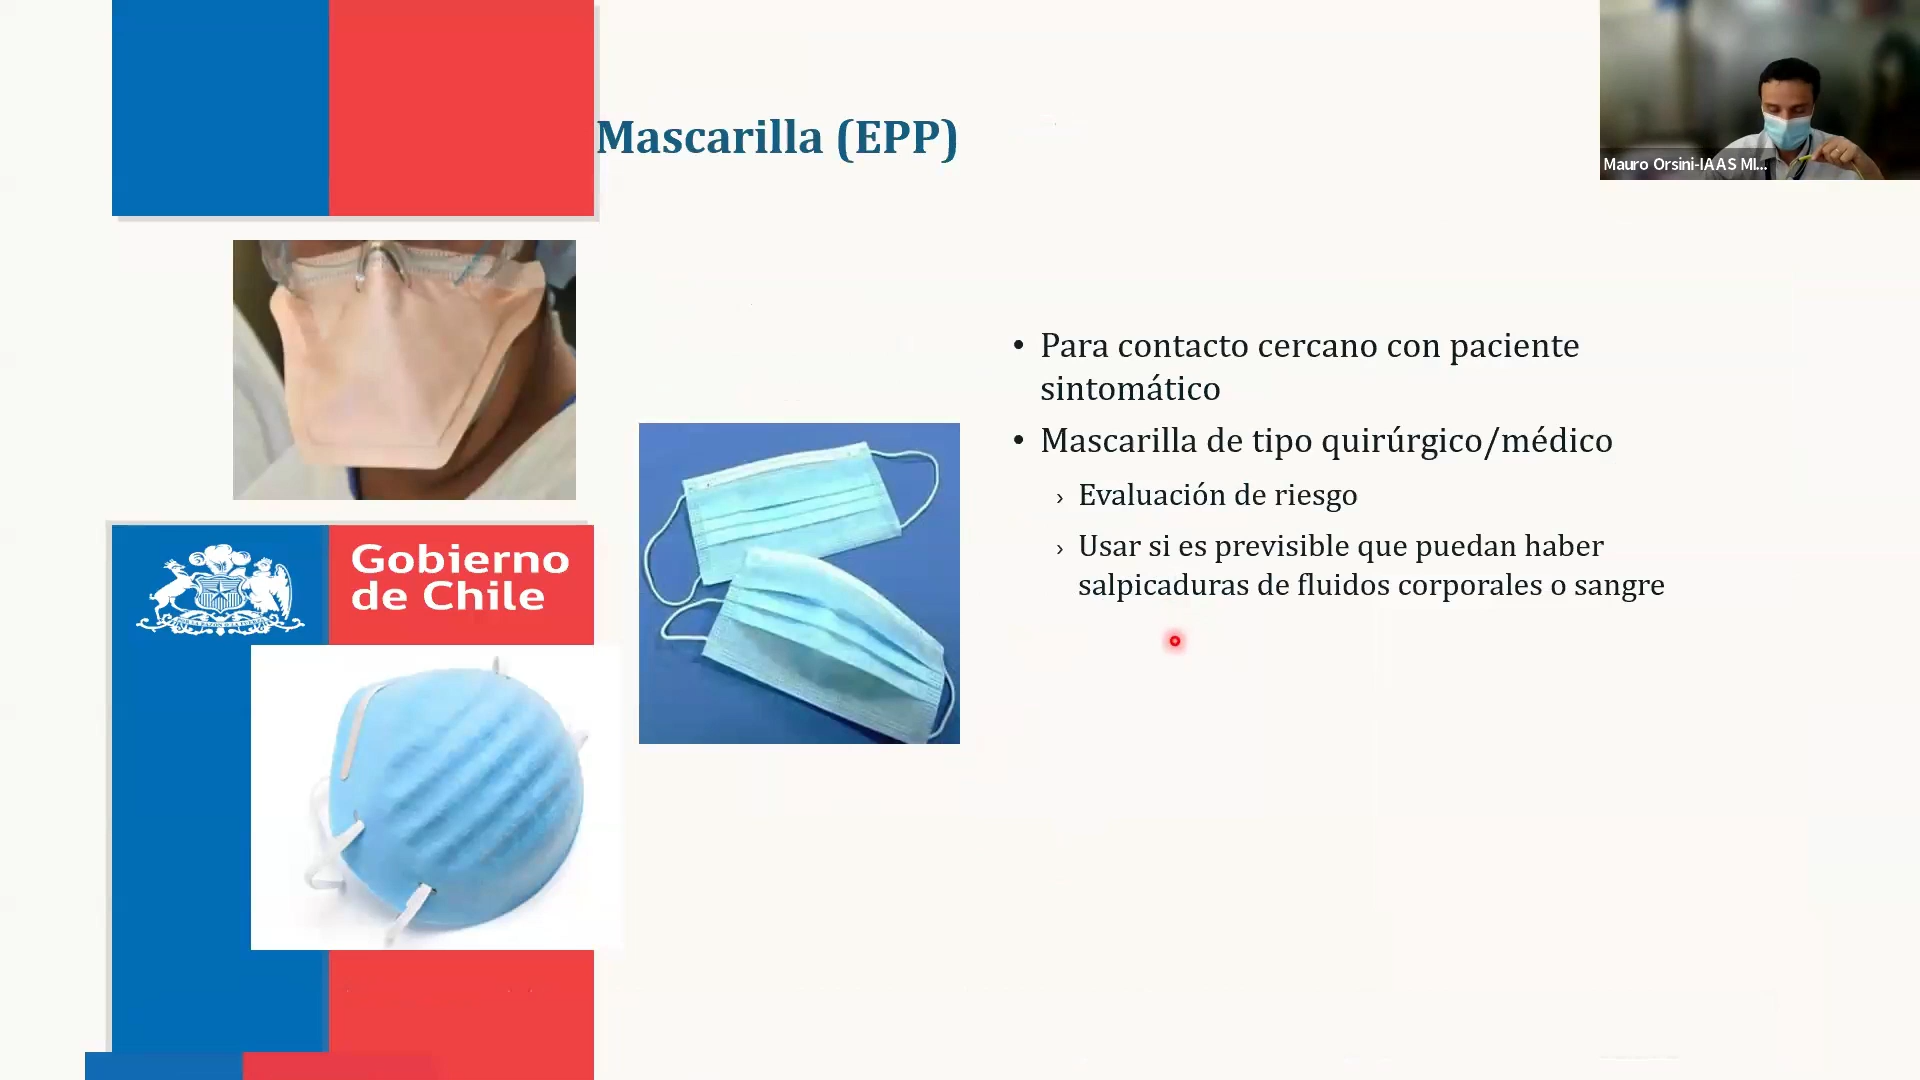 Mascarilla (EPP)
Mauro Orsini-IAAS MI...
• Para contacto cercano con paciente
sintomático
• Mascarilla de tipo quirúrgico/médico
› Evaluación de riesgo
› Usar si es previsible que puedan haber
salpicaduras de fluidos corporales o sangre
Gobierno
de Chile